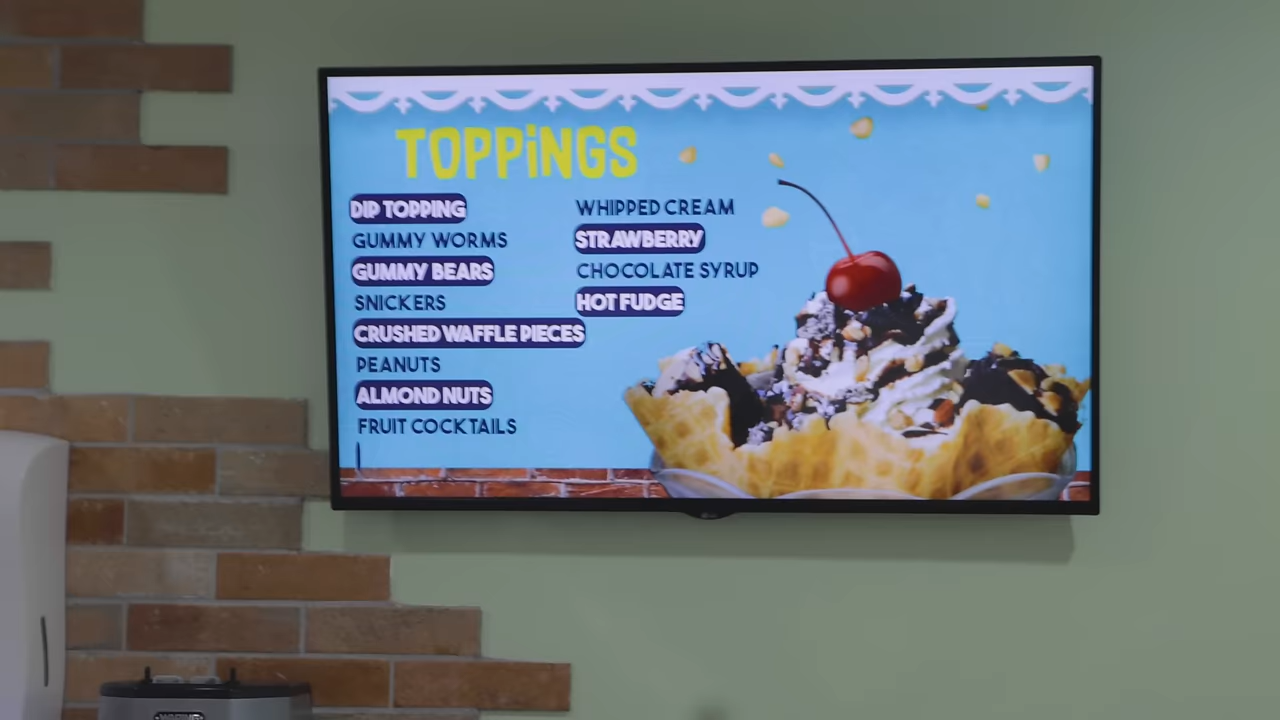 TOPPiNGS
DIP TOPPING
GUMMY WORMS
GUMMY BEARS
SNICKERS
CRUSHED WAFFLE PIECES
PEANUTS
ALMOND NUTS
FRUIT COCKTAILS
WHIPPED CREAM
STRAWBERRY
CHOCOLATE SYRUP
HOT FUDGE
WARING